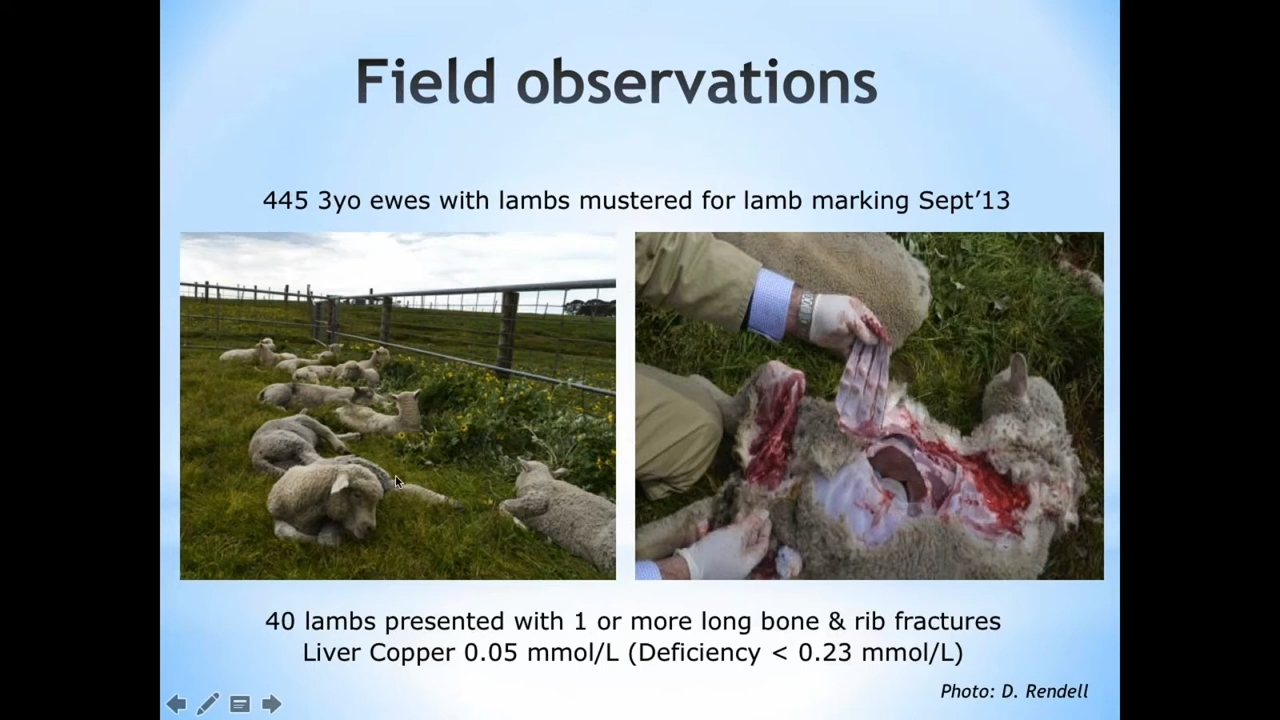 Field observations
445 3yo ewes with lambs mustered for lamb marking Sept’13
40 lambs presented with 1 or more long bone & rib fractures
Liver Copper 0.05 mmol/L (Deficiency < 0.23 mmol/L)
Photo: D. Rendell